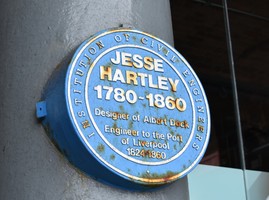 INSTITUTION OF CIVIL ENGINEERS
JESSE
HARTLEY
1780-1860
Designer of Albert Dock
Engineer to the Port
of Liverpool
1824-1860